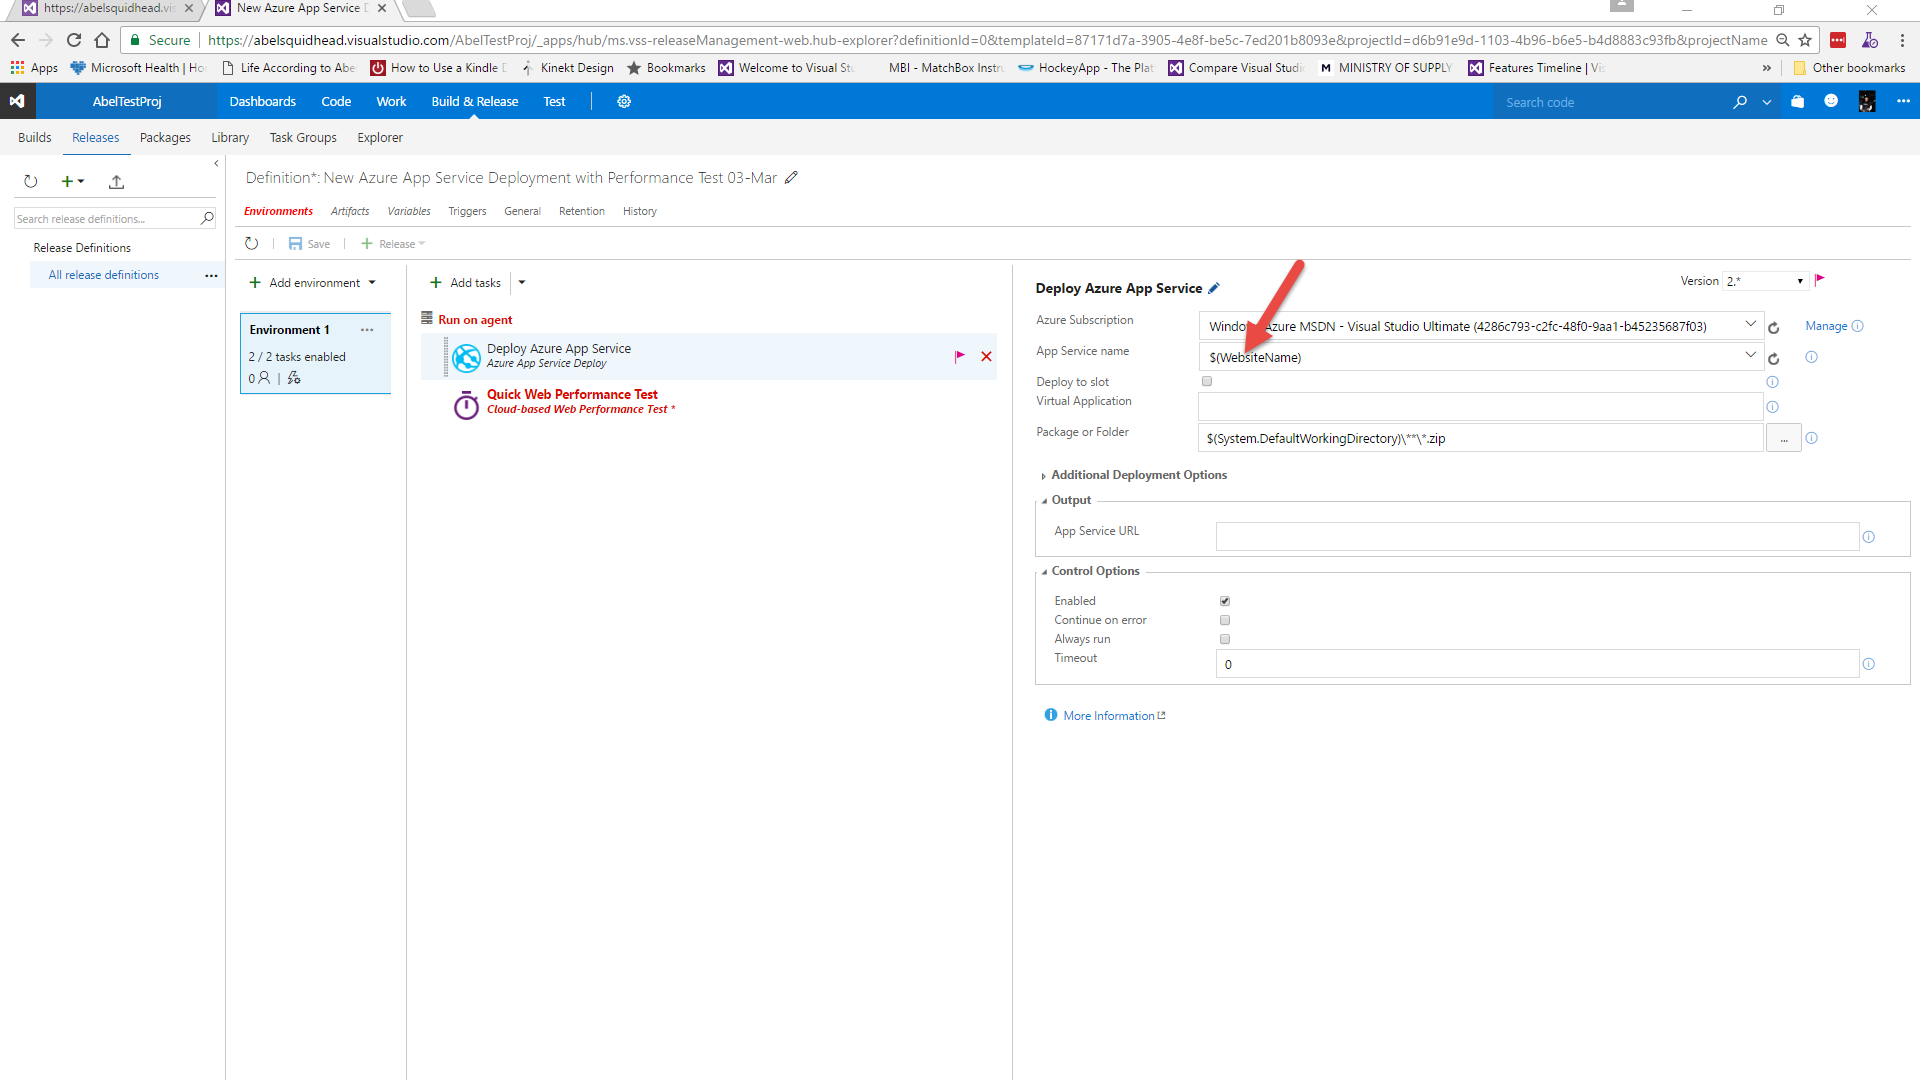 https://abelsquidhead.vis
New Azure App Service D
Secure
https://abelsquidhead.visualstudio.com/AbelTestProj/_apps/hub/ms.vss-releaseManagement-web.hub-explorer?definitionId=0&templateId=87171d7a-3905-4e8f-be5c-7ed201b8093e&projectId=d6b91e9d-1103-4b96-b6e5-b4d8883c93fb&projectName
Apps
Microsoft Health | Ho
Life According to Abe
How to Use a Kindle D
Kinekt Design
Bookmarks
Welcome to Visual Stu
MBI - MatchBox Instru
HockeyApp - The Plat
Compare Visual Studio
M MINISTRY OF SUPPLY
Features Timeline | Vis
»
Other bookmarks
AbelTestProj
Dashboards
Code
Work
Build & Release
Test
Search code
Builds
Releases
Packages
Library
Task Groups
Explorer
Search release definitions...
Release Definitions
All release definitions
...
Definition*: New Azure App Service Deployment with Performance Test 03-Mar
Environments
Artifacts
Variables
Triggers
General
Retention
History
Save
Release
Add environment
Environment 1
...
2 / 2 tasks enabled
0
Add tasks
Run on agent
Deploy Azure App Service
Azure App Service Deploy
Quick Web Performance Test
Cloud-based Web Performance Test *
Deploy Azure App Service
Version 2.*
Azure Subscription
Window Azure MSDN - Visual Studio Ultimate (4286c793-c2fc-48f0-9aa1-b45235687f03)
Manage
App Service name
$(WebsiteName)
Deploy to slot
Virtual Application
Package or Folder
$(System.DefaultWorkingDirectory)\**\*.zip
...
Additional Deployment Options
Output
App Service URL
Control Options
Enabled
Continue on error
Always run
Timeout
0
More Information